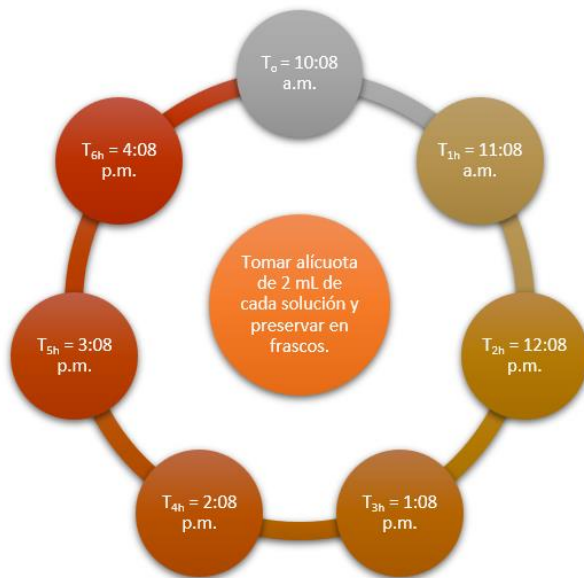 T₀ = 10:08
a.m.
T₁ₕ = 11:08
a.m.
T₂ₕ = 12:08
p.m.
T₃ₕ = 1:08
p.m.
T₄ₕ = 2:08
p.m.
T₅ₕ = 3:08
p.m.
T₆ₕ = 4:08
p.m.
Tomar alícuota
de 2 mL de
cada solución y
preservar en
frascos.